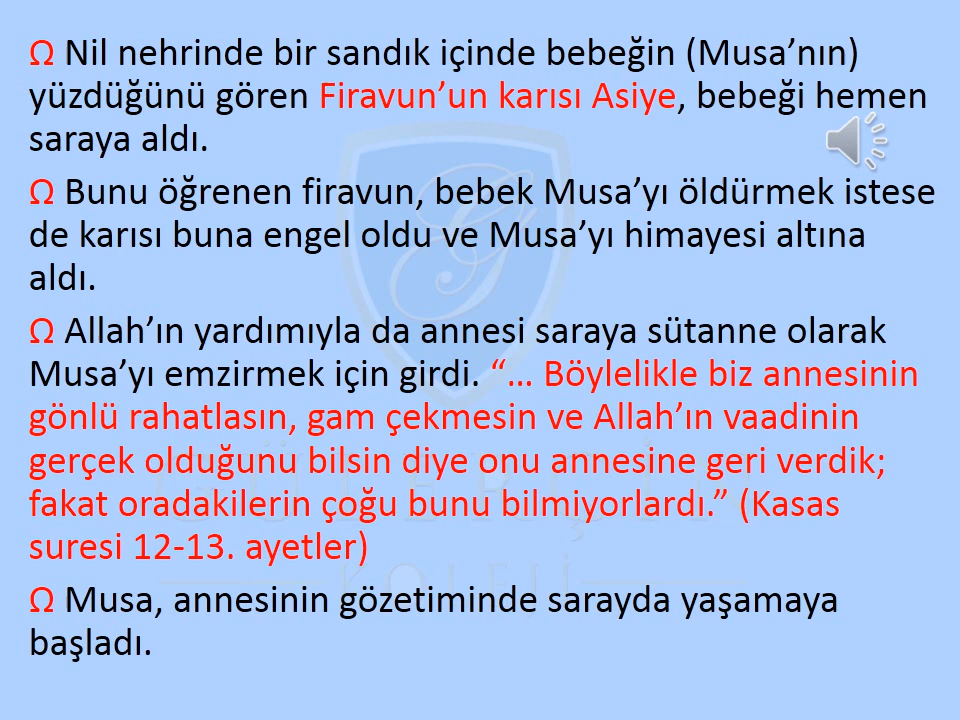 Ω Nil nehrinde bir sandık içinde bebeğin (Musa’nın)
yüzdüğünü gören Firavun’un karısı Asiye, bebeği hemen
saraya aldı.
Ω Bunu öğrenen firavun, bebek Musa’yı öldürmek istese
de karısı buna engel oldu ve Musa’yı himayesi altına
aldı.
Ω Allah’ın yardımıyla da annesi saraya sütanne olarak
Musa’yı emzirmek için girdi. “… Böylelikle biz annesinin
gönlü rahatlasın, gam çekmesin ve Allah’ın vaadinin
gerçek olduğunu bilsin diye onu annesine geri verdik;
fakat oradakilerin çoğu bunu bilmiyorlardı.” (Kasas
suresi 12-13. ayetler)
KOLEJİ
Ω Musa, annesinin gözetiminde sarayda yaşamaya
başladı.